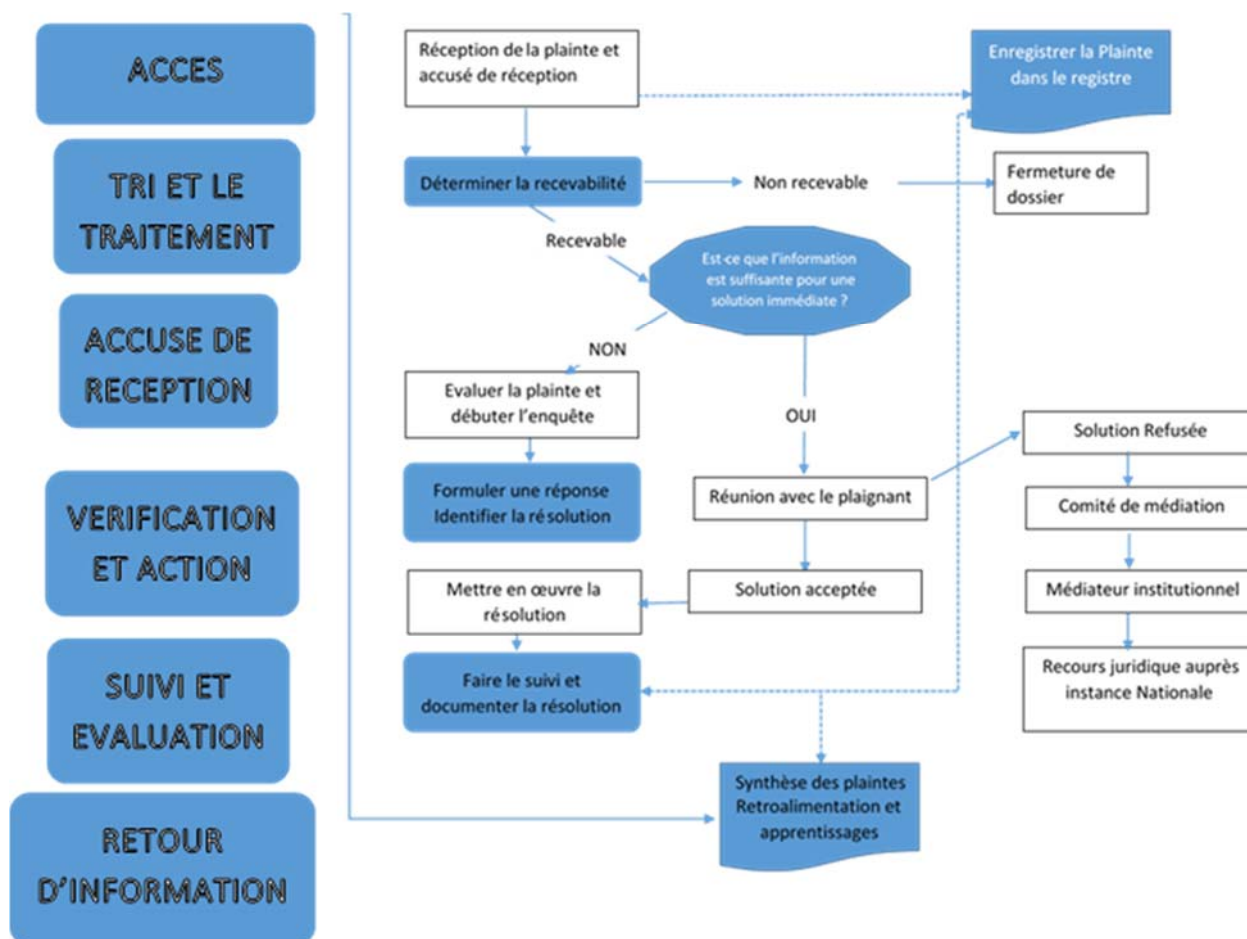 ACCES
TRI ET LE
TRAITEMENT
ACCUSE DE
RECEPTION
VERIFICATION
ET ACTION
SUIVI ET
EVALUATION
RETOUR
D’INFORMATION
Réception de la plainte et
accusé de réception
Enregistrer la Plainte
dans le registre
Déterminer la recevabilité
Non recevable
Fermeture de
dossier
Recevable
Est-ce que l’information
est suffisante pour une
solution immédiate ?
NON
Evaluer la plainte et
débuter l’enquête
OUI
Solution Refusée
Formuler une réponse
Identifier la résolution
Réunion avec le plaignant
Comité de médiation
Mettre en œuvre la
résolution
Solution acceptée
Médiateur institutionnel
Faire le suivi et
documenter la résolution
Recours juridique auprès
instance Nationale
Synthèse des plaintes
Retroalimentation et
apprentissages